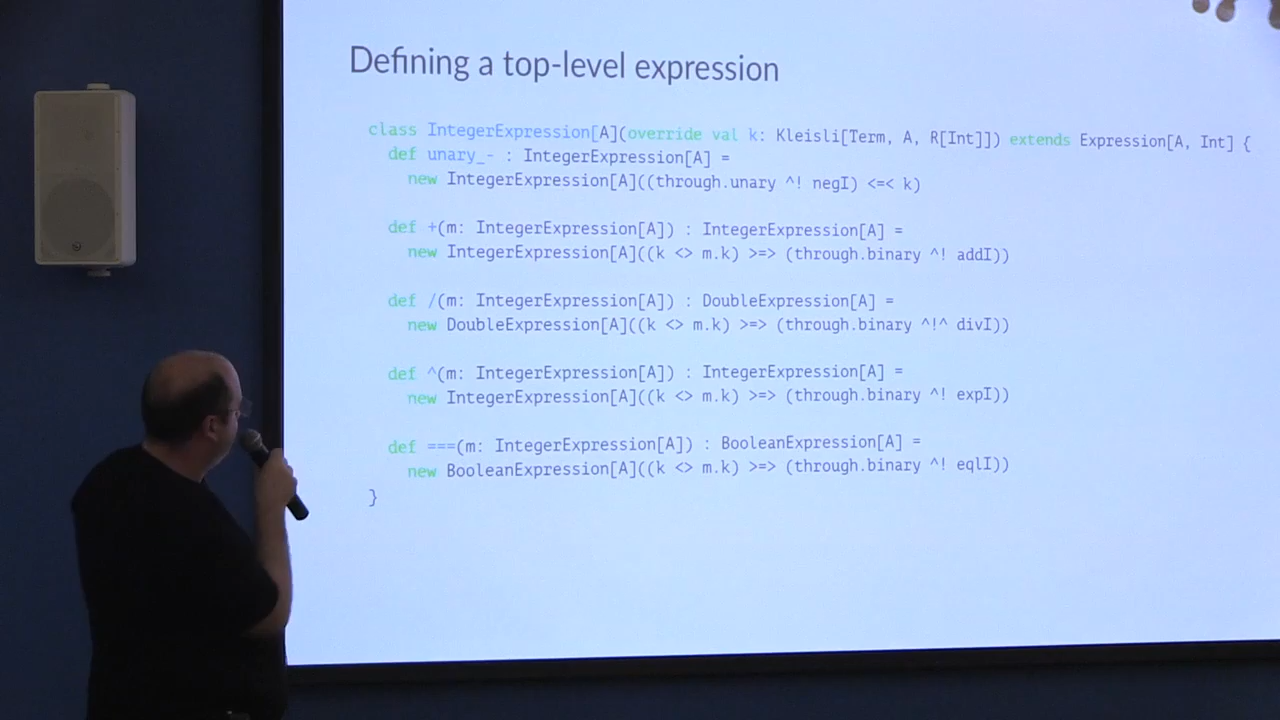 Defining a top-level expression
class IntegerExpression[A](override val k: Kleisli[Term, A, R[Int]]) extends Expression[A, Int] {
def unary_- : IntegerExpression[A] =
new IntegerExpression[A]((through.unary ^! negI) <=< k)
def +(m: IntegerExpression[A]) : IntegerExpression[A] =
new IntegerExpression[A]((k <> m.k) >=> (through.binary ^! addI))
def /(m: IntegerExpression[A]) : DoubleExpression[A] =
new DoubleExpression[A]((k <> m.k) >=> (through.binary ^!^ divI))
def ^(m: IntegerExpression[A]) : IntegerExpression[A] =
new IntegerExpression[A]((k <> m.k) >=> (through.binary ^! expI))
def ===(m: IntegerExpression[A]) : BooleanExpression[A] =
new BooleanExpression[A]((k <> m.k) >=> (through.binary ^! eqlI))
}